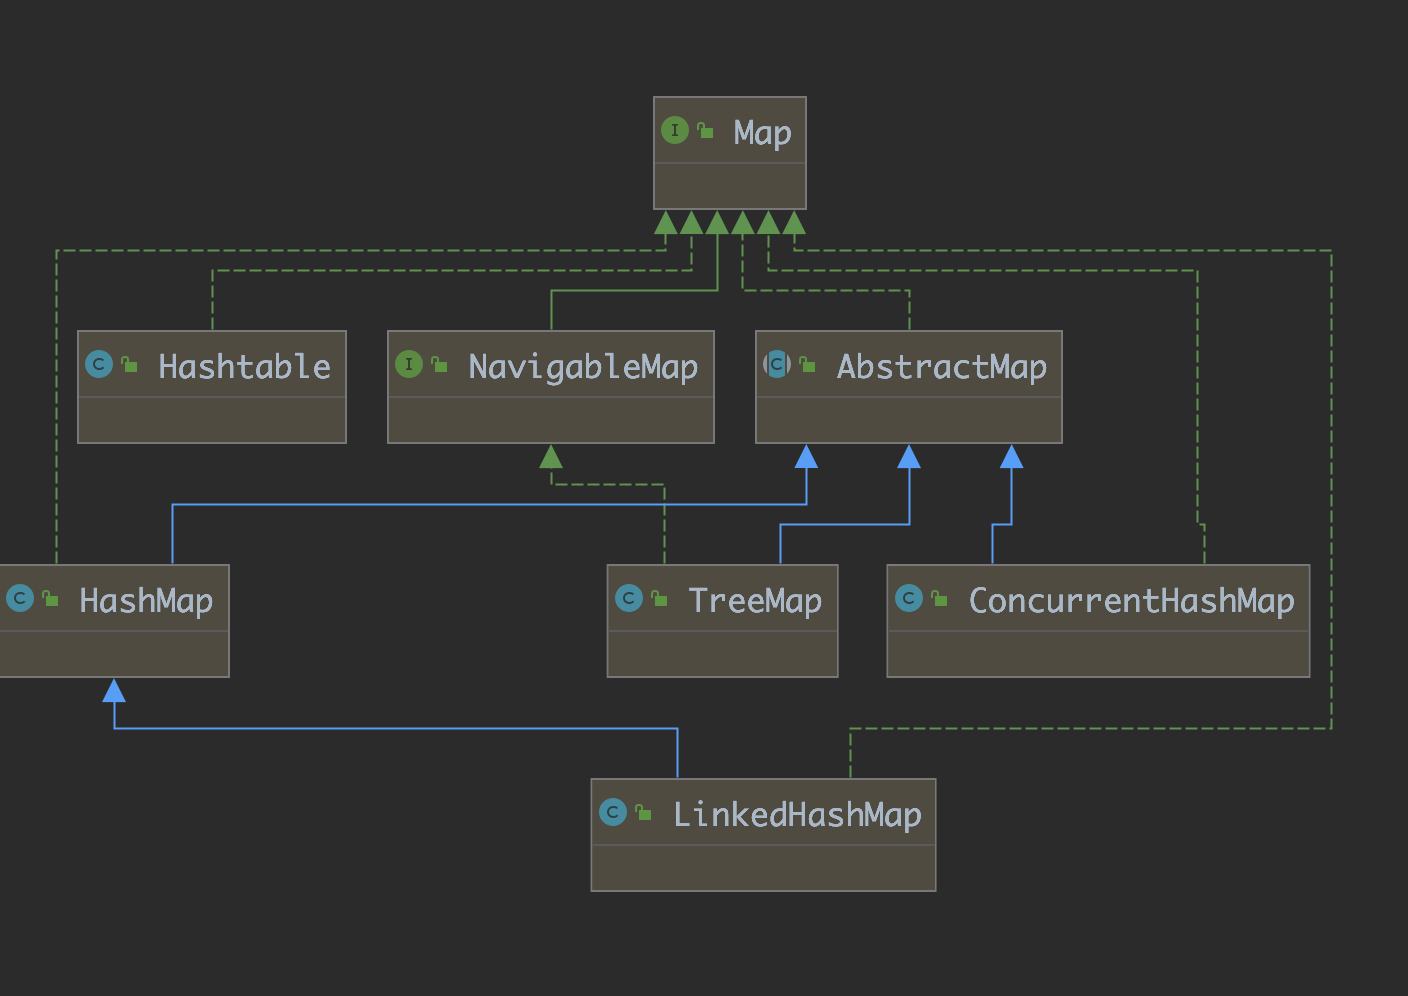 I Map
C Hashtable
I NavigableMap
C AbstractMap
C HashMap
C TreeMap
C ConcurrentHashMap
C LinkedHashMap